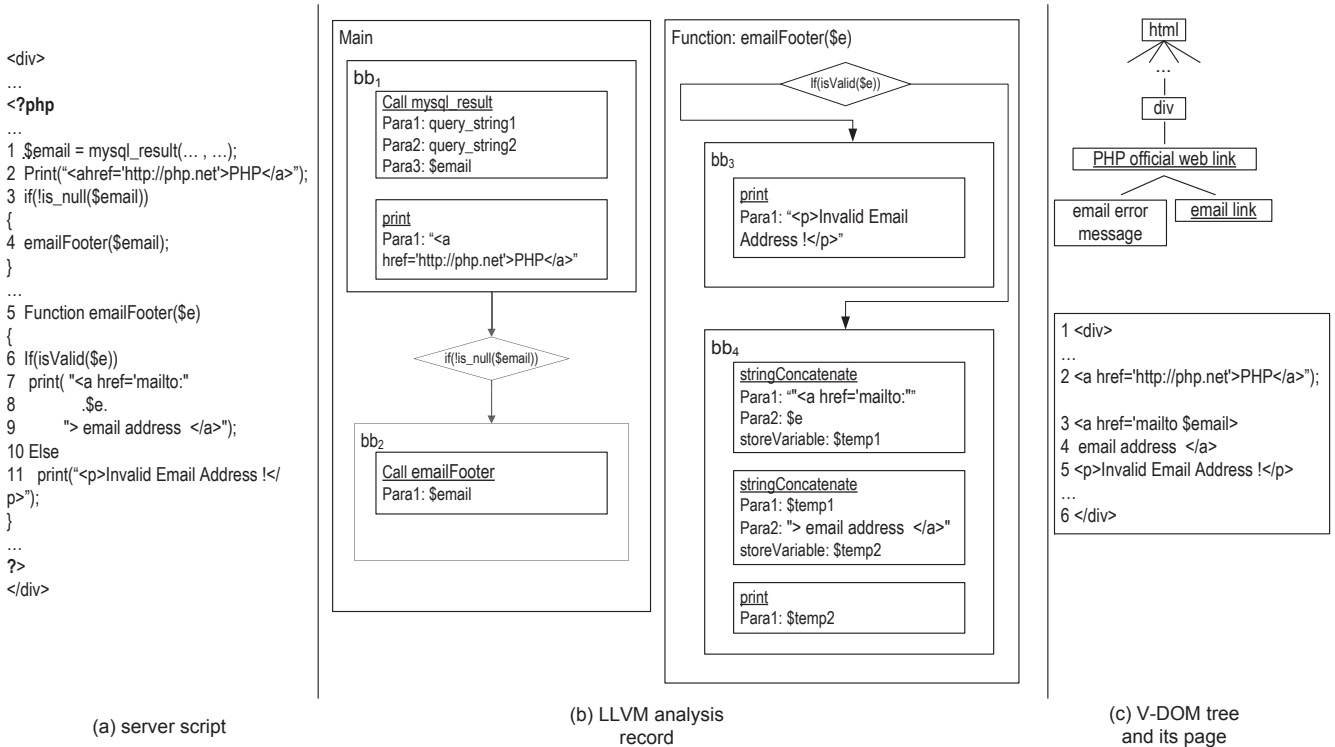 <div>
…
<?php
…
1 $email = mysql_result(… , …);
2 Print(“<ahref='http://php.net'>PHP</a>”);
3 if(!is_null($email))
{
4 emailFooter($email);
}
…
5 Function emailFooter($e)
{
6 If(isValid($e))
7 print( "<a href='mailto:"
8 .$e.
9 "> email address </a>");
10 Else
11 print(“<p>Invalid Email Address !</
p>”);
}
…
?>
</div>
(a) server script
Main
bb1
Call mysql_result
Para1: query_string1
Para2: query_string2
Para3: $email
print
Para1: “<a
href='http://php.net'>PHP</a>”
if(!is_null($email))
bb2
Call emailFooter
Para1: $email
Function: emailFooter($e)
If(isValid($e))
bb3
print
Para1: “<p>Invalid Email
Address !</p>”
bb4
stringConcatenate
Para1: “"<a href='mailto:"”
Para2: $e
storeVariable: $temp1
stringConcatenate
Para1: $temp1
Para2: "> email address </a>"
storeVariable: $temp2
print
Para1: $temp2
(b) LLVM analysis
record
html
…
div
PHP official web link
email error
message
email link
1 <div>
…
2 <a href='http://php.net'>PHP</a>”);
3 <a href='mailto $email>
4 email address </a>
5 <p>Invalid Email Address !</p>
…
6 </div>
(c) V-DOM tree
and its page